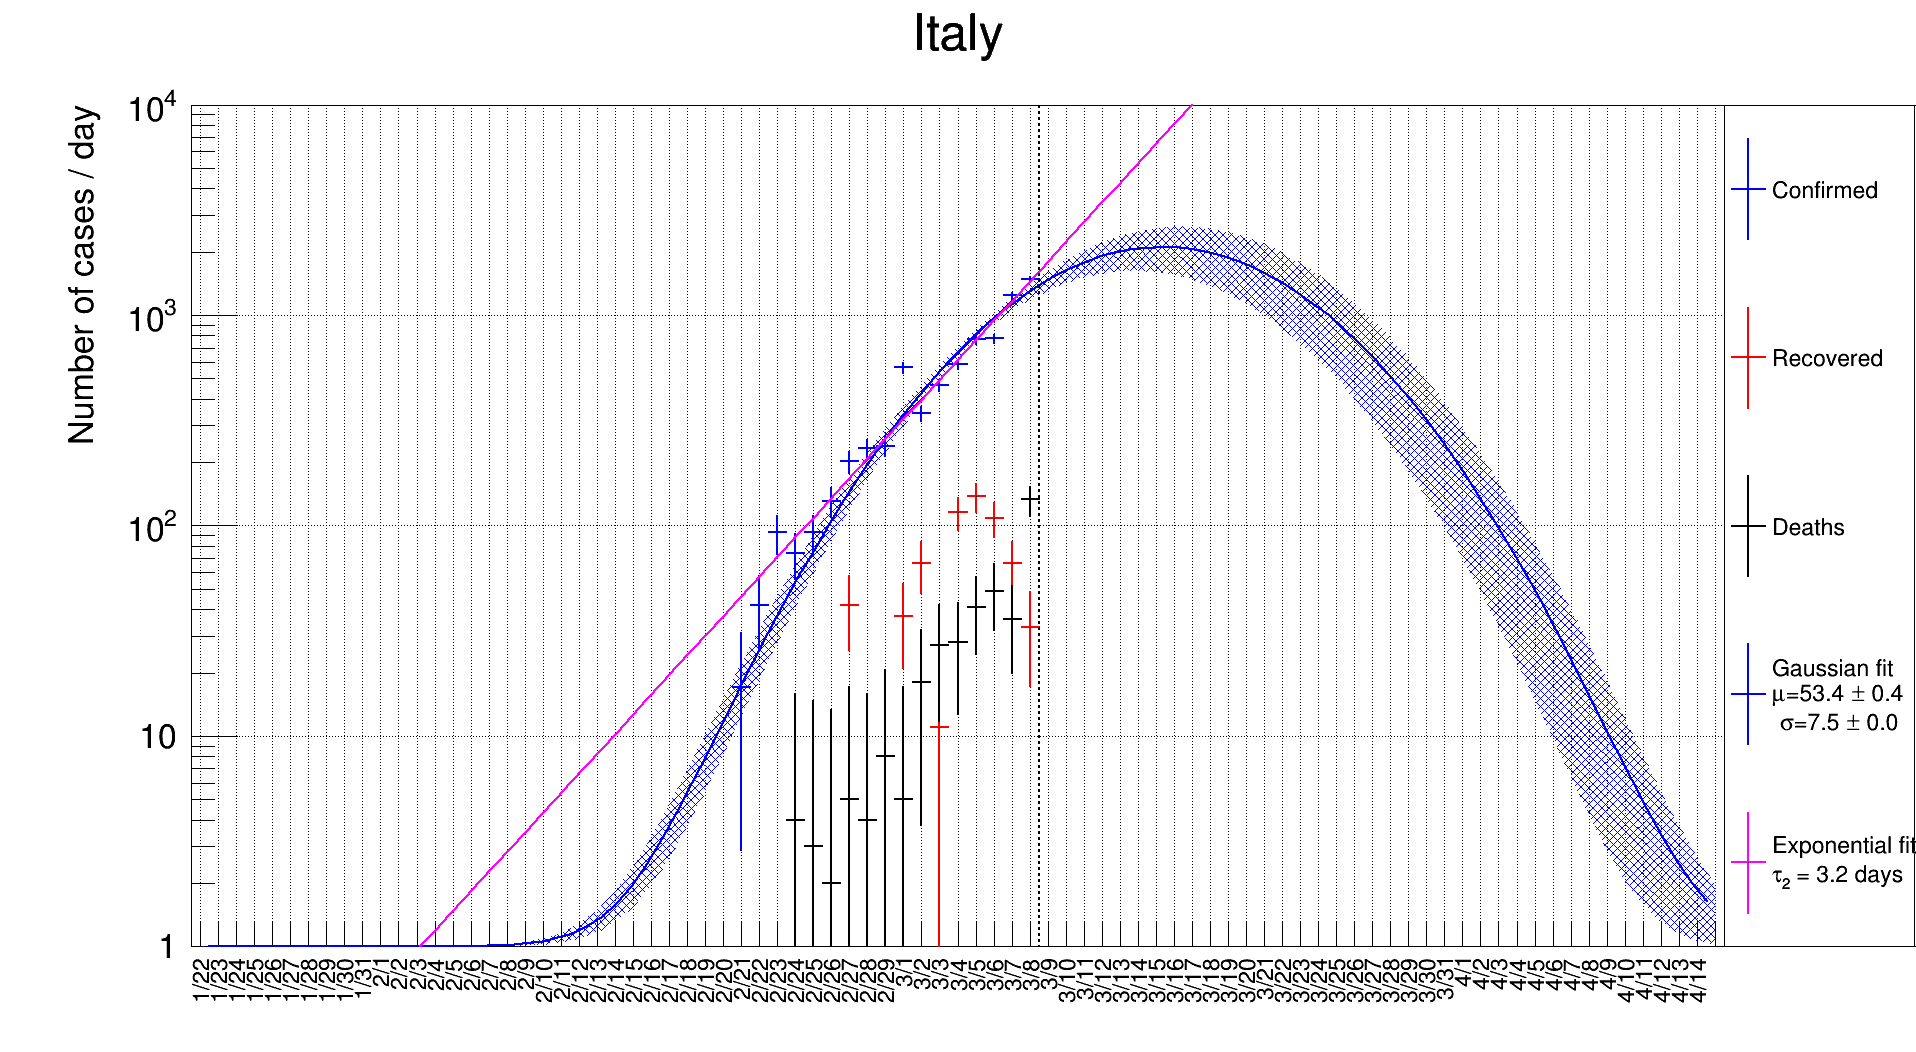 Italy
Number of cases / day
10⁴
10³
10²
10
1
1/22 1/23 1/24 1/25 1/26 1/27 1/28 1/29 1/30 1/31 2/1 2/2 2/3 2/4 2/5 2/6 2/7 2/8 2/9 2/10 2/11 2/12 2/13 2/14 2/15 2/16 2/17 2/18 2/19 2/20 2/21 2/22 2/23 2/24 2/25 2/26 2/27 2/28 2/29 3/1 3/2 3/3 3/4 3/5 3/6 3/7 3/8 3/9 3/10 3/11 3/12 3/13 3/14 3/15 3/16 3/17 3/18 3/19 3/20 3/21 3/22 3/23 3/24 3/25 3/26 3/27 3/28 3/29 3/30 3/31 4/1 4/2 4/3 4/4 4/5 4/6 4/7 4/8 4/9 4/10 4/11 4/12 4/13 4/14
Confirmed
Recovered
Deaths
Gaussian fit
μ=53.4 ± 0.4
σ=7.5 ± 0.0
Exponential fit
τ₂ = 3.2 days